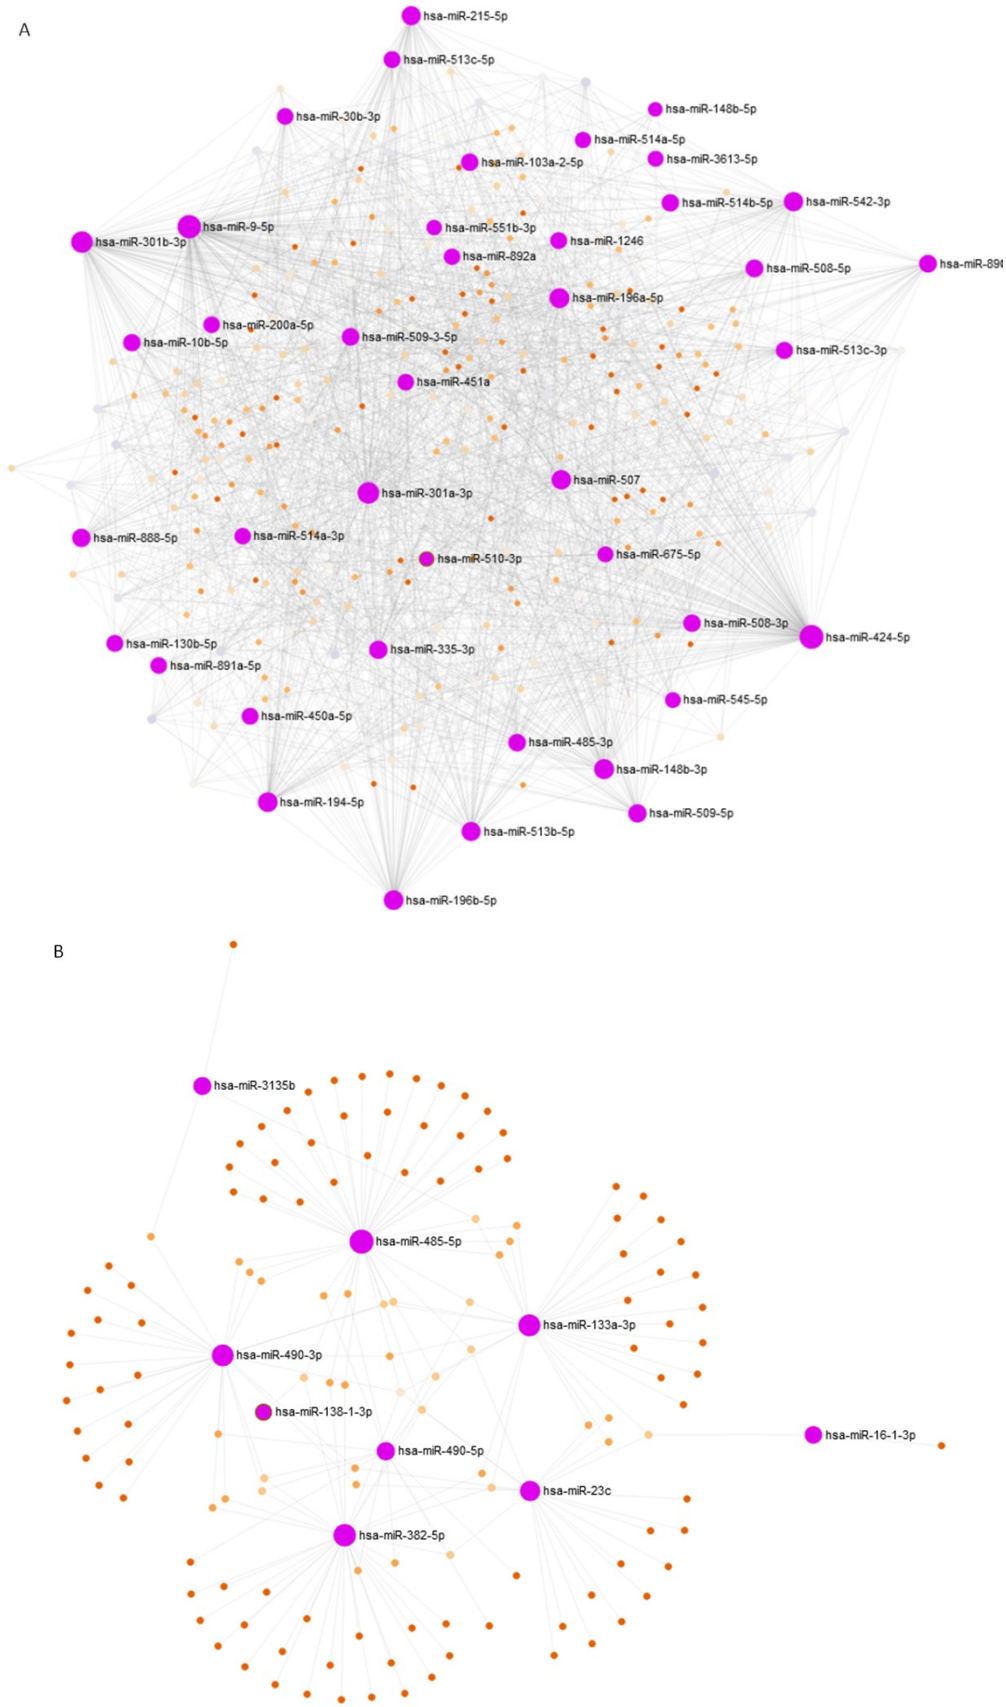 A
hsa-miR-215-5p
hsa-miR-513c-5p
hsa-miR-148b-5p
hsa-miR-30b-3p
hsa-miR-514a-5p
hsa-miR-3613-5p
hsa-miR-103a-2-5p
hsa-miR-514b-5p
hsa-miR-542-3p
hsa-miR-9-5p
hsa-miR-551b-3p
hsa-miR-301b-3p
hsa-miR-1246
hsa-miR-892a
hsa-miR-508-5p
hsa-miR-890
hsa-miR-196a-5p
hsa-miR-200a-5p
hsa-miR-509-3-5p
hsa-miR-10b-5p
hsa-miR-513c-3p
hsa-miR-451a
hsa-miR-507
hsa-miR-301a-3p
hsa-miR-888-5p
hsa-miR-514a-3p
hsa-miR-675-5p
hsa-miR-510-3p
hsa-miR-508-3p
hsa-miR-424-5p
hsa-miR-130b-5p
hsa-miR-335-3p
hsa-miR-891a-5p
hsa-miR-545-5p
hsa-miR-450a-5p
hsa-miR-485-3p
hsa-miR-148b-3p
hsa-miR-194-5p
hsa-miR-509-5p
hsa-miR-513b-5p
hsa-miR-196b-5p
B
hsa-miR-3135b
hsa-miR-485-5p
hsa-miR-133a-3p
hsa-miR-490-3p
hsa-miR-138-1-3p
hsa-miR-16-1-3p
hsa-miR-490-5p
hsa-miR-23c
hsa-miR-382-5p